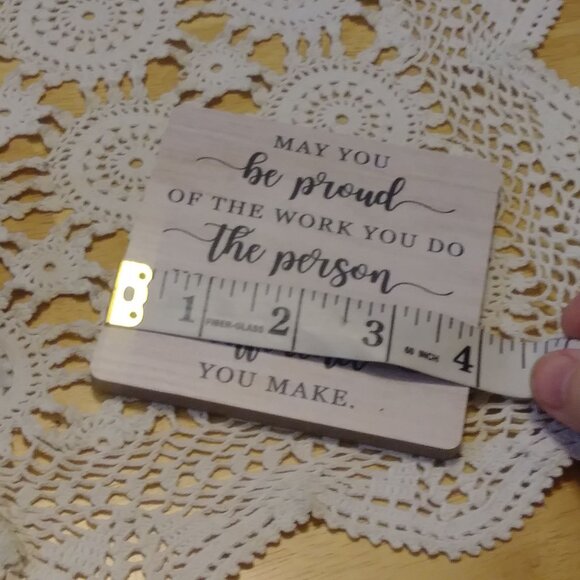 MAY YOU
be proud
OF THE WORK YOU DO
the person
1 FIBER-GLASS 2 3 60 INCH 4
YOU MAKE.